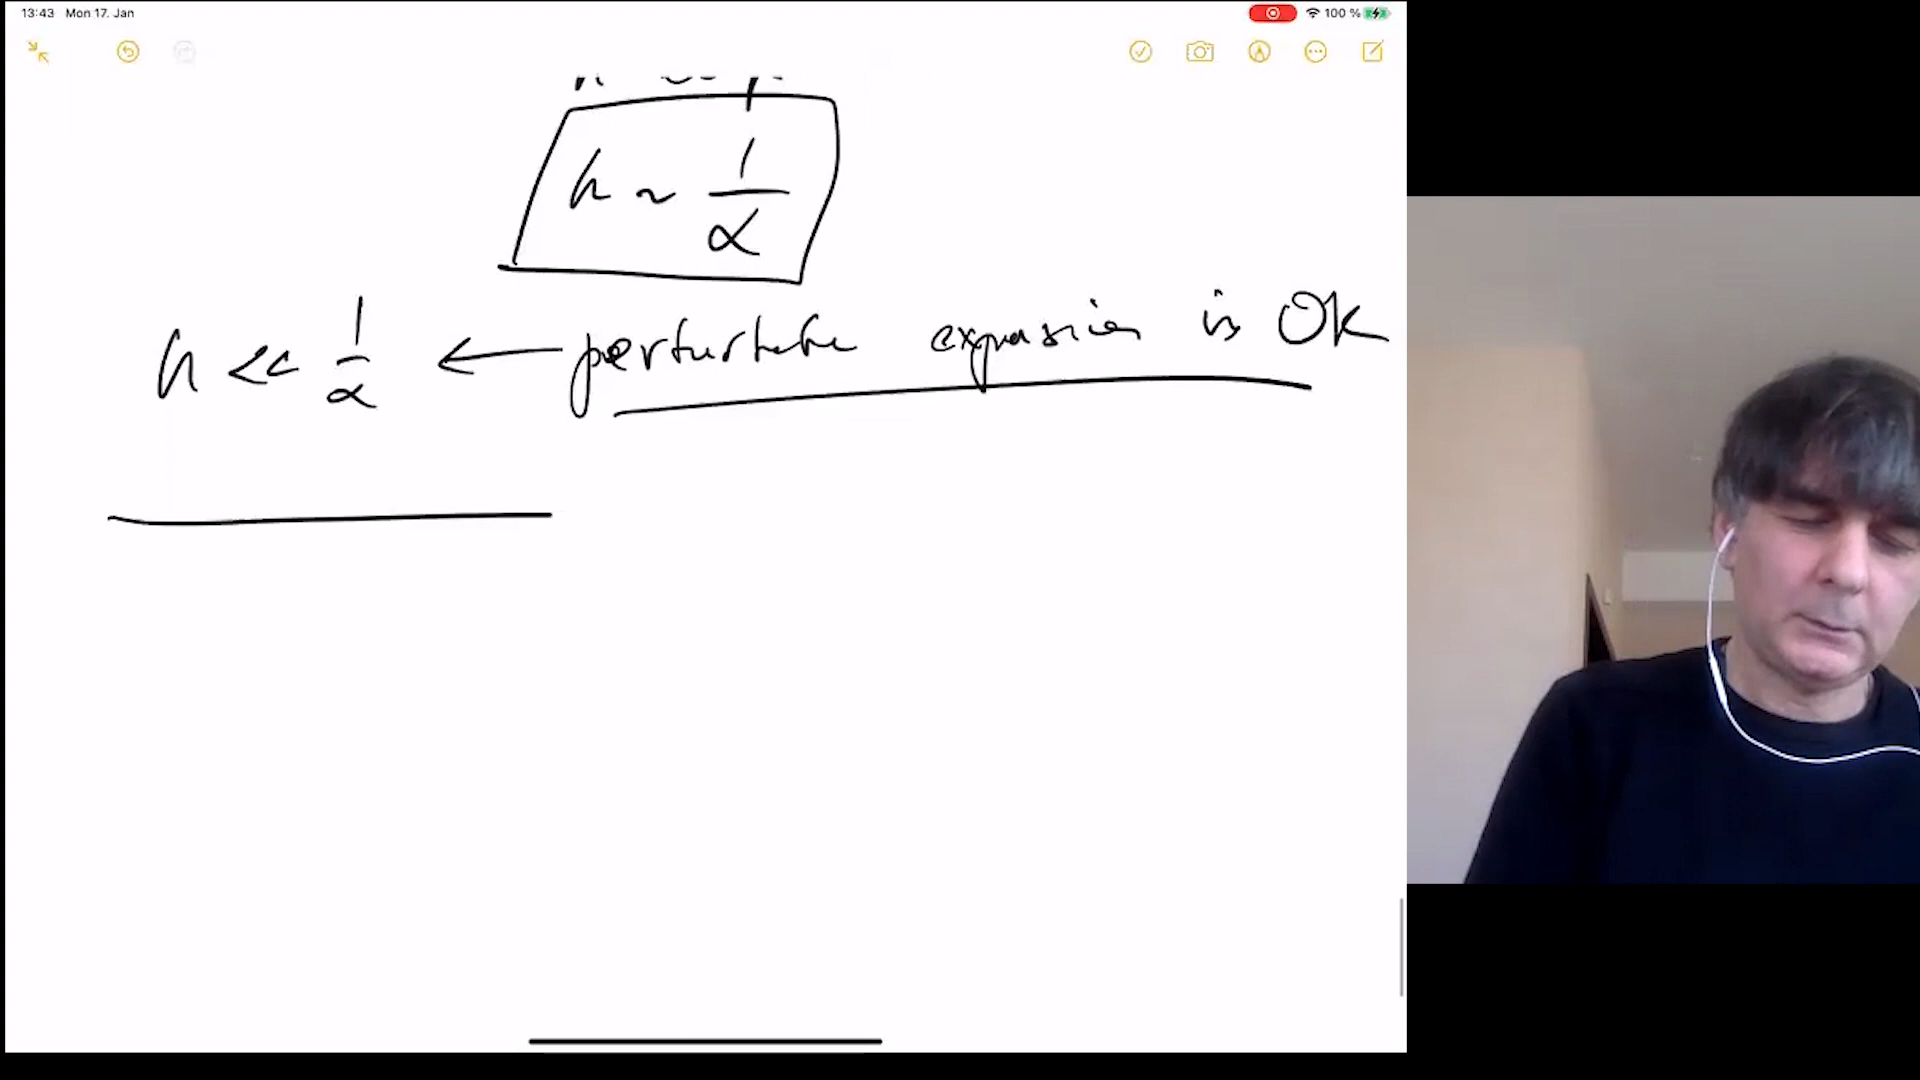 13:43 Mon 17. Jan 100 %
n ~ 1/α
n << 1/α ← perturbative expansion is OK